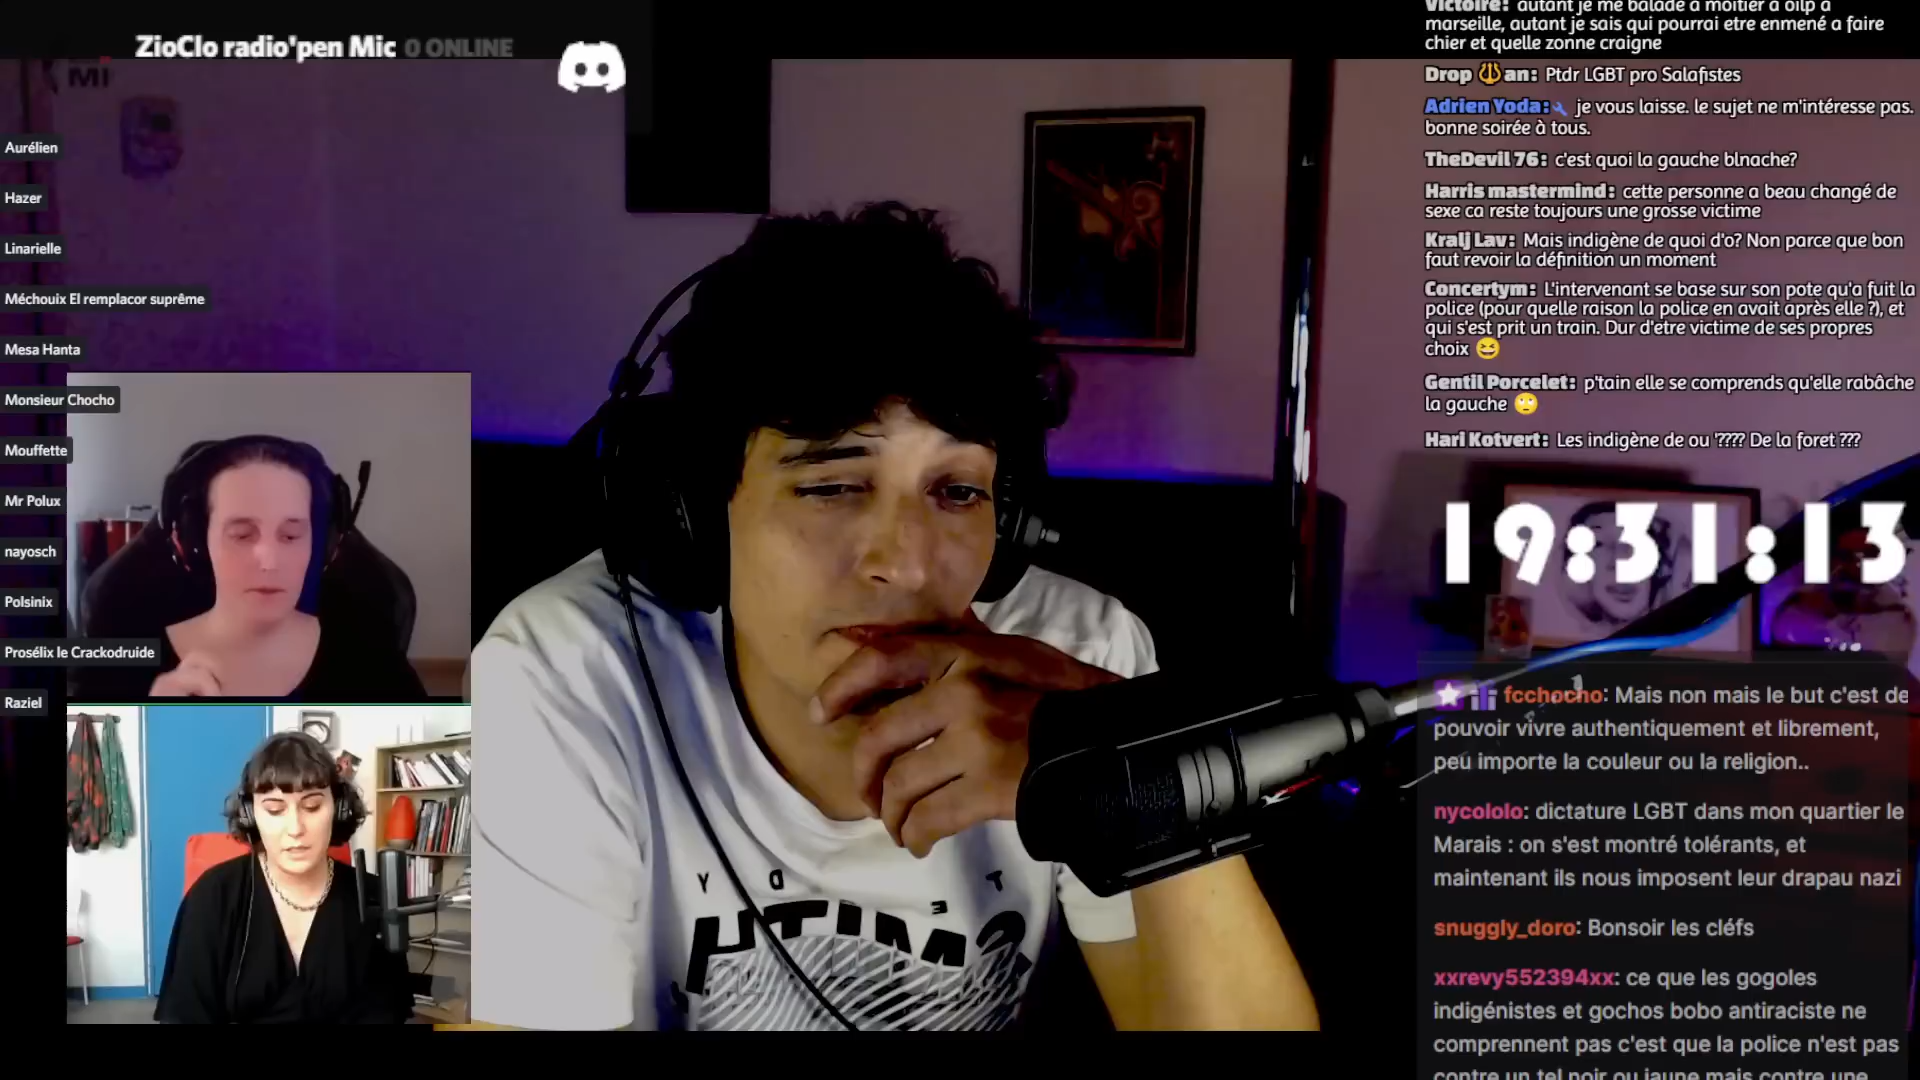 ZioClo radio'pen Mic 0 ONLINE
MI
Aurélien
Hazer
Linarielle
Méchouix El remplacor suprême
Mesa Hanta
Monsieur Chocho
Mouffette
Mr Polux
nayosch
Polsinix
Prosélix le Crackodruide
Raziel
Victoire: autant je me balade a moitier a oilp a
marseille, autant je sais qui pourrai etre enmené a faire
chier et quelle zonne craigne
Drop an: Ptdr LGBT pro Salafistes
Adrien Yoda: je vous laisse. le sujet ne m'intéresse pas.
bonne soirée à tous.
TheDevil 76: c'est quoi la gauche blnache?
Harris mastermind: cette personne a beau changé de
sexe ca reste toujours une grosse victime
Kralj Lav: Mais indigène de quoi d'o? Non parce que bon
faut revoir la définition un moment
Concertym: L'intervenant se base sur son pote qu'a fuit la
police (pour quelle raison la police en avait après elle ?), et
qui s'est prit un train. Dur d'etre victime de ses propres
choix 😆
Gentil Porcelet: p'tain elle se comprends qu'elle rabâche
la gauche 🙄
Hari Kotvert: Les indigène de ou '???? De la foret ???
19:31:13
fcchocho: Mais non mais le but c'est de
pouvoir vivre authentiquement et librement,
peu importe la couleur ou la religion..
nycololo: dictature LGBT dans mon quartier le
Marais : on s'est montré tolérants, et
maintenant ils nous imposent leur drapau nazi
snuggly_doro: Bonsoir les cléfs
xxrevy552394xx: ce que les gogoles
indigénistes et gochos bobo antiraciste ne
comprennent pas c'est que la police n'est pas
contre un tel noir ou jaune mais contre une